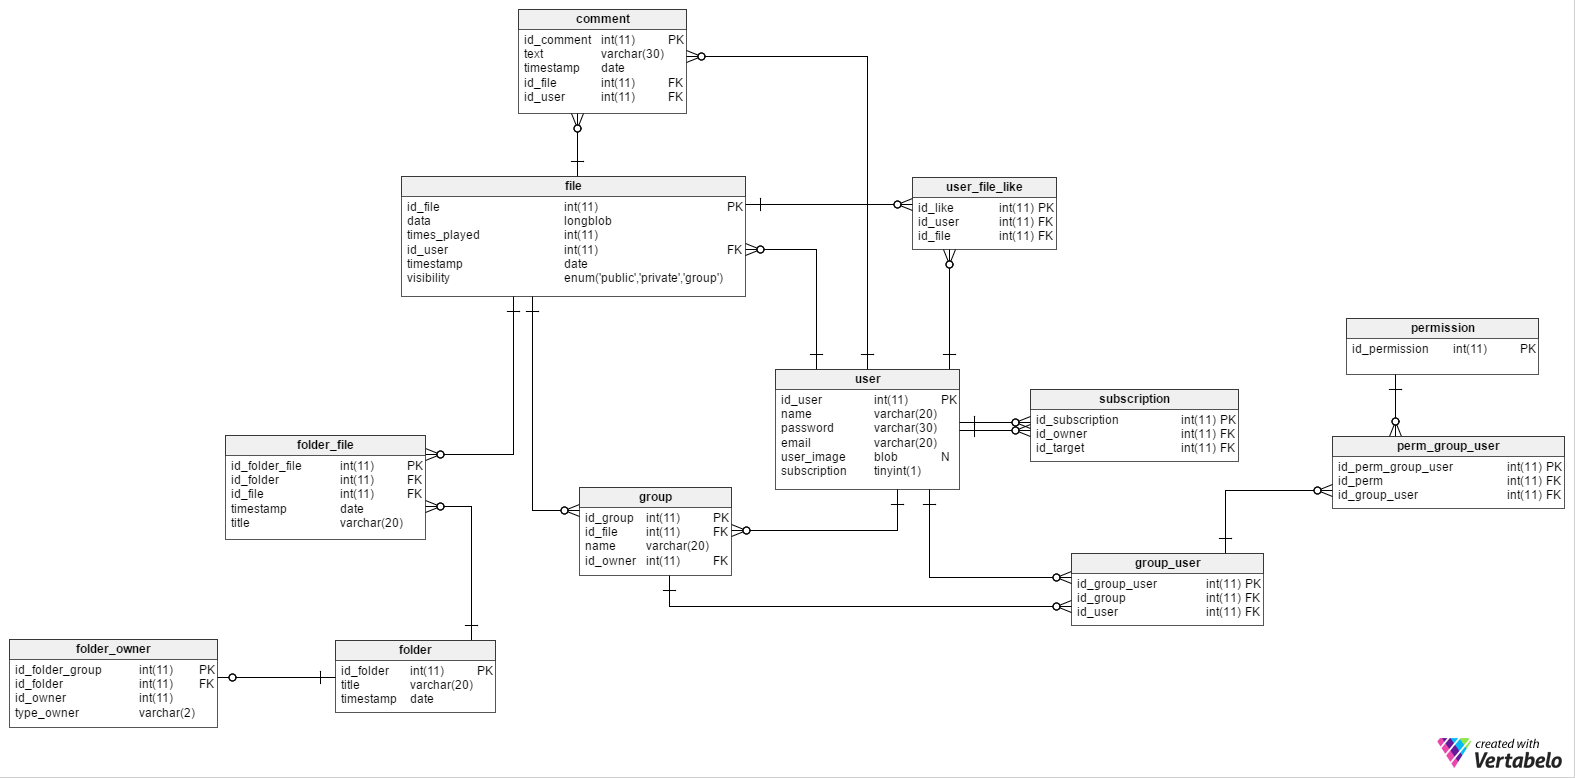 comment
id_comment int(11) PK
text varchar(30)
timestamp date
id_file int(11) FK
id_user int(11) FK
file
id_file int(11) PK
data longblob
times_played int(11)
id_user int(11) FK
timestamp date
visibility enum('public','private','group')
user_file_like
id_like int(11) PK
id_user int(11) FK
id_file int(11) FK
permission
id_permission int(11) PK
user
id_user int(11) PK
name varchar(20)
password varchar(30)
email varchar(20)
user_image blob N
subscription tinyint(1)
subscription
id_subscription int(11) PK
id_owner int(11) FK
id_target int(11) FK
perm_group_user
id_perm_group_user int(11) PK
id_perm int(11) FK
id_group_user int(11) FK
folder_file
id_folder_file int(11) PK
id_folder int(11) FK
id_file int(11) FK
timestamp date
title varchar(20)
group
id_group int(11) PK
id_file int(11) FK
name varchar(20)
id_owner int(11) FK
group_user
id_group_user int(11) PK
id_group int(11) FK
id_user int(11) FK
folder_owner
id_folder_group int(11) PK
id_folder int(11) FK
id_owner int(11)
type_owner varchar(2)
folder
id_folder int(11) PK
title varchar(20)
timestamp date
created with
Vertabelo